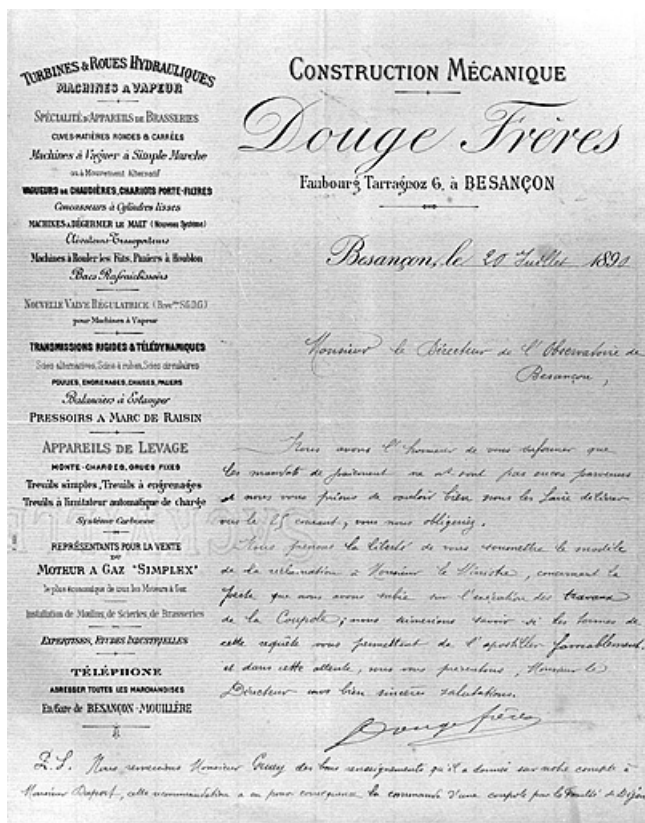 TURBINES & ROUES HYDRAULIQUES
MACHINES A VAPEUR
SPÉCIALITÉ D'APPAREILS DE BRASSERIES
CUVES-MATIÈRES RONDES & CARRÉES
Machines à Vaguer à Simple Marche
ou à Mouvement Alternatif
VAGUEURS DE CHAUDIÈRES, CHARIOTS PORTE-FILTRES
Concasseurs à Cylindres lisses
MACHINES A DÉGERMER LE MALT (Nouveau Système)
Élévateurs-Transporteurs
Machines à Rouler les Fûts, Paniers à Houblon
Bacs Rafraîchissoirs
NOUVELLE VALVE RÉGULATRICE
pour Machines à Vapeur
TRANSMISSIONS RIGIDES & TÉLÉDYNAMIQUES
Scies alternatives, Scies à ruban, Scies circulaires
POULIES, ENGRENAGES, CHAISES, PALIERS
Balanciers à Estamper
PRESSOIRS A MARC DE RAISIN
APPAREILS DE LEVAGE
MONTE-CHARGES, GRUES FIXES
Treuils simples, Treuils à engrenages
Treuils à limitateur automatique de charge
Système
REPRÉSENTANTS POUR LA VENTE
DU
MOTEUR A GAZ "SIMPLEX"
le plus économique de tous les Moteurs à Gaz
Installation de Moulins, de Scieries, de Brasseries
EXPERTISES, ETUDES INDUSTRIELLES
TÉLÉPHONE
ADRESSER TOUTES LES MARCHANDISES
En Gare de BESANÇON-MOUILLÈRE
CONSTRUCTION MÉCANIQUE
Douge Frères
Faubourg Tarragnoz 6, à BESANÇON
Besançon, le 20 Juillet 1890
Monsieur le Directeur de l'Observatoire de
Besançon,
Nous avons l'honneur de vous informer que
les mandats de paiement sont pas encore parvenus
et nous vous prions de vouloir bien nous les faire délivrer
vers le 25 courant, vous nous obligerez.
Nous prenons la liberté de vous soumettre le modèle
de la réclamation à Monsieur le Ministre, concernant la
perte que nous avons subie sur l'exécution des travaux
de la Coupole; nous aimerions savoir si les termes de
cette requête vous permettent de l'apostiller favorablement,
et dans cette attente, nous vous présentons, Monsieur le
Directeur nos bien sincères salutations.
Douge frères
P.S. Nous remercions Monsieur Gruey des bons renseignements qu'il a donnés sur notre compte à
Monsieur cette recommandation a eu pour conséquence la commande d'une coupole par la Faculté de Dijon